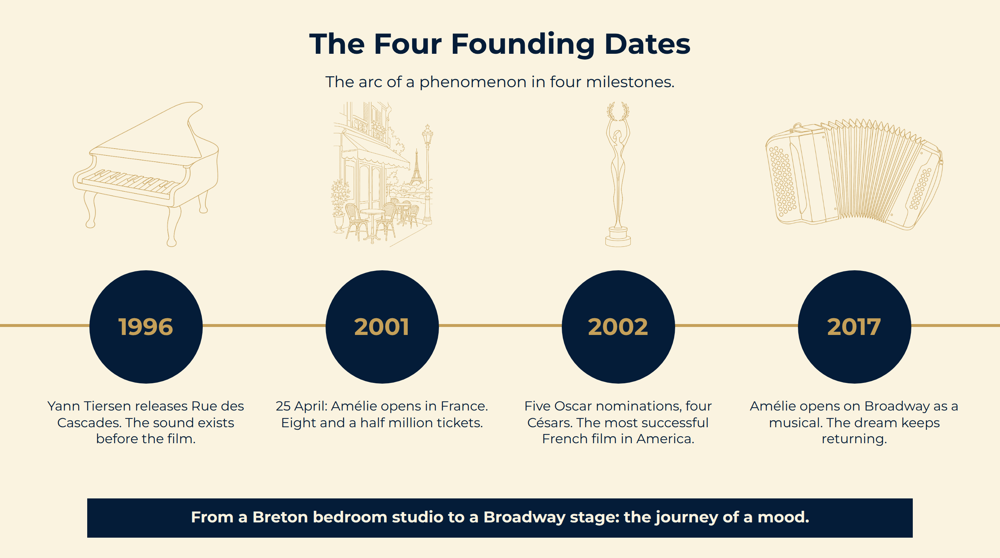 The Four Founding Dates
The arc of a phenomenon in four milestones.
1996
2001
2002
2017
Yann Tiersen releases Rue des
Cascades. The sound exists
before the film.
25 April: Amélie opens in France.
Eight and a half million tickets.
Five Oscar nominations, four
Césars. The most successful
French film in America.
Amélie opens on Broadway as a
musical. The dream keeps
returning.
From a Breton bedroom studio to a Broadway stage: the journey of a mood.